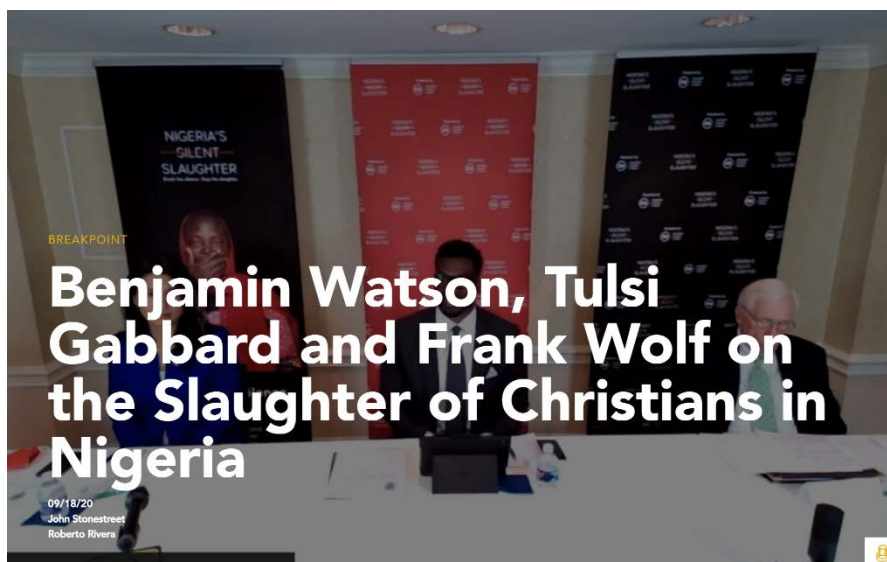 NIGERIA'S
SILENT
SLAUGHTER
BREAKPOINT
Benjamin Watson, Tulsi
Gabbard and Frank Wolf on
the Slaughter of Christians in
Nigeria
09/18/20
John Stonestreet
Roberto Rivera